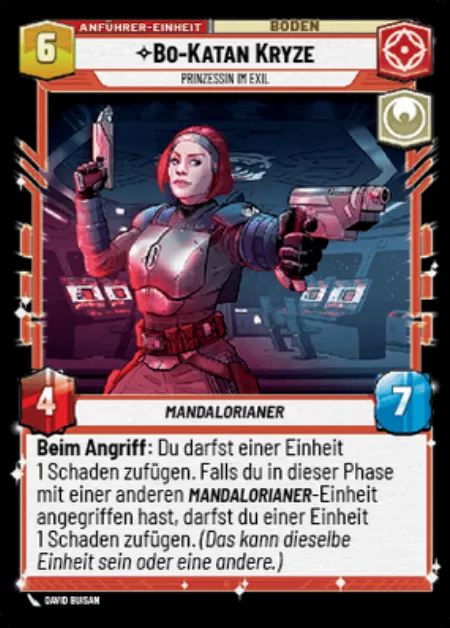 ANFÜHRER-EINHEIT
BODEN
6
BO-KATAN KRYZE
PRINZESSIN IM EXIL
4
MANDALORIANER
7
Beim Angriff: Du darfst einer Einheit
1 Schaden zufügen. Falls du in dieser Phase
mit einer anderen MANDALORIANER-Einheit
angegriffen hast, darfst du einer Einheit
1 Schaden zufügen. (Das kann dieselbe
Einheit sein oder eine andere.)
DAVID BUISAN